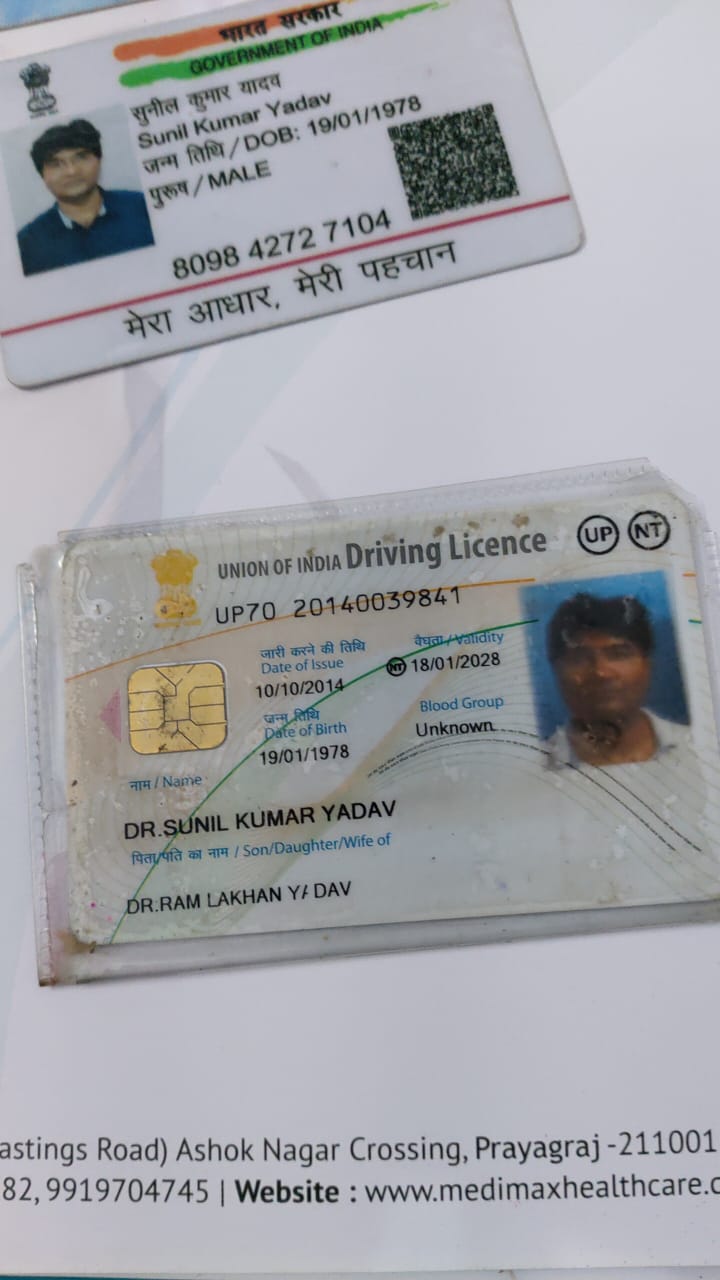 भारत सरकार
GOVERNMENT OF INDIA
सुनील कुमार यादव
Sunil Kumar Yadav
जन्म तिथि / DOB: 19/01/1978
पुरूष / MALE
8098 4272 7104
मेरा आधार, मेरी पहचान
UNION OF INDIA Driving Licence UP NT
UP70 20140039841
जारी करने की तिथि
Date of Issue
10/10/2014
वैधता / Validity
NT 18/01/2028
जन्म तिथि
Date of Birth
19/01/1978
Blood Group
Unknown
नाम / Name
DR.SUNIL KUMAR YADAV
पिता/पति का नाम / Son/Daughter/Wife of
DR.RAM LAKHAN YADAV
astings Road) Ashok Nagar Crossing, Prayagraj -211001
82, 9919704745 | Website : www.medimaxhealthcare.c